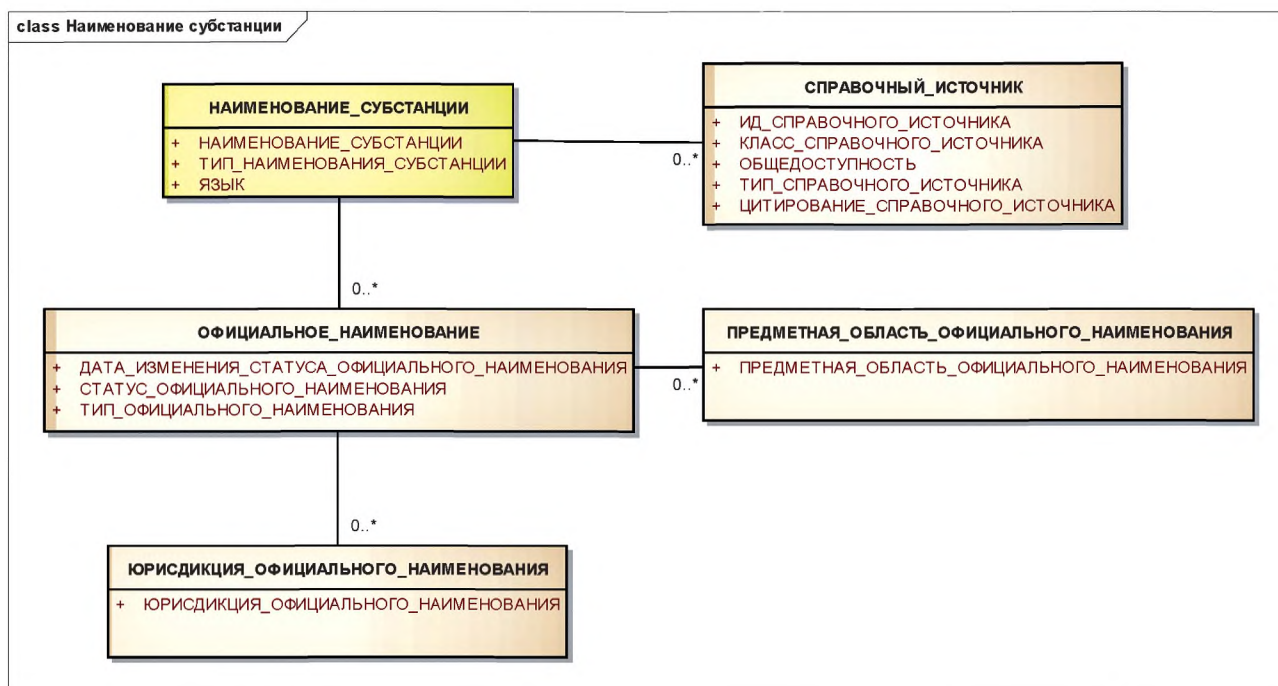 class Наименование субстанции
НАИМЕНОВАНИЕ_СУБСТАНЦИИ
+ НАИМЕНОВАНИЕ_СУБСТАНЦИИ
+ ТИП_НАИМЕНОВАНИЯ_СУБСТАНЦИИ
+ ЯЗЫК
СПРАВОЧНЫЙ_ИСТОЧНИК
+ ИД_СПРАВОЧНОГО_ИСТОЧНИКА
+ КЛАСС_СПРАВОЧНОГО_ИСТОЧНИКА
+ ОБЩЕДОСТУПНОСТЬ
+ ТИП_СПРАВОЧНОГО_ИСТОЧНИКА
+ ЦИТИРОВАНИЕ_СПРАВОЧНОГО_ИСТОЧНИКА
0..*
0..*
ОФИЦИАЛЬНОЕ_НАИМЕНОВАНИЕ
+ ДАТА_ИЗМЕНЕНИЯ_СТАТУСА_ОФИЦИАЛЬНОГО_НАИМЕНОВАНИЯ
+ СТАТУС_ОФИЦИАЛЬНОГО_НАИМЕНОВАНИЯ
+ ТИП_ОФИЦИАЛЬНОГО_НАИМЕНОВАНИЯ
0..*
ПРЕДМЕТНАЯ_ОБЛАСТЬ_ОФИЦИАЛЬНОГО_НАИМЕНОВАНИЯ
+ ПРЕДМЕТНАЯ_ОБЛАСТЬ_ОФИЦИАЛЬНОГО_НАИМЕНОВАНИЯ
0..*
ЮРИСДИКЦИЯ_ОФИЦИАЛЬНОГО_НАИМЕНОВАНИЯ
+ ЮРИСДИКЦИЯ_ОФИЦИАЛЬНОГО_НАИМЕНОВАНИЯ